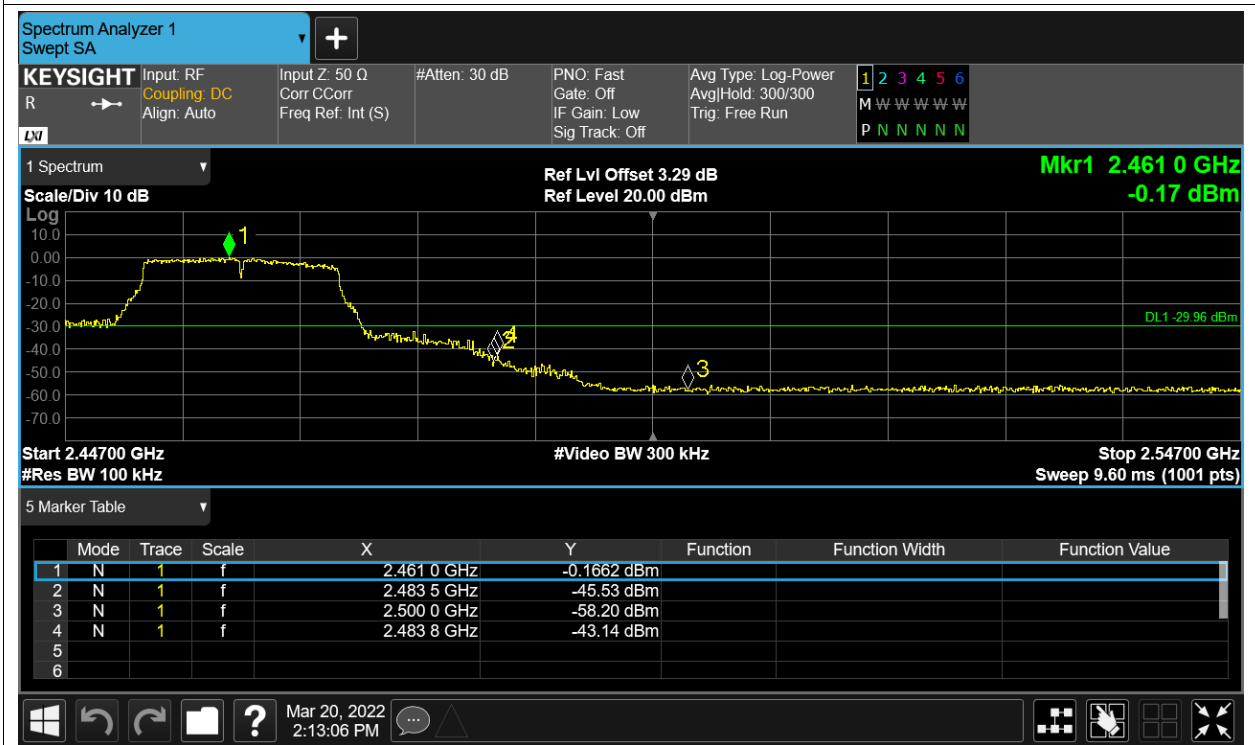 Spectrum Analyzer 1
Swept SA
KEYSIGHT Input: RF Input Z: 50 Ω #Atten: 30 dB PNO: Fast Avg Type: Log-Power 1 2 3 4 5 6
R Coupling: DC Corr CCorr Gate: Off Avg|Hold: 300/300 M W W W W W W
Align: Auto Freq Ref: Int (S) IF Gain: Low Trig: Free Run
LXI Sig Track: Off P N N N N N
1 Spectrum Ref Lvl Offset 3.29 dB Mkr1 2.461 0 GHz
Scale/Div 10 dB Ref Level 20.00 dBm -0.17 dBm
Log
10.0
1
0.00
-10.0
-20.0
DL1 -29.96 dBm
-30.0
-40.0
-50.0
3
-60.0
-70.0
Start 2.44700 GHz #Video BW 300 kHz Stop 2.54700 GHz
#Res BW 100 kHz Sweep 9.60 ms (1001 pts)
5 Marker Table
Mode Trace Scale X Y Function Function Width Function Value
1 N 1 f 2.461 0 GHz -0.1662 dBm
2 N 1 f 2.483 5 GHz -45.53 dBm
3 N 1 f 2.500 0 GHz -58.20 dBm
4 N 1 f 2.483 8 GHz -43.14 dBm
5
6
? Mar 20, 2022
2:13:06 PM